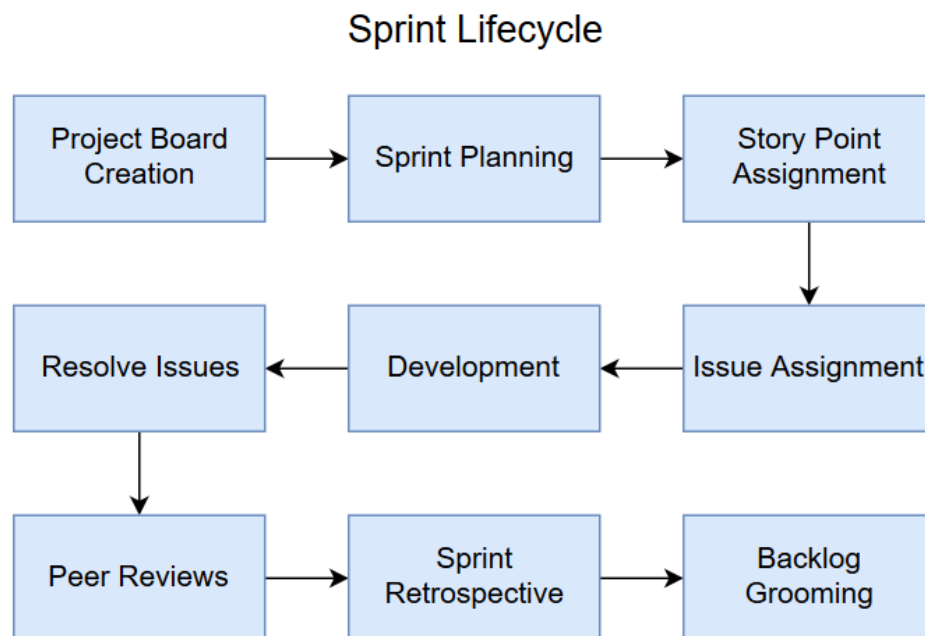 Sprint Lifecycle
Project Board
Creation
Sprint Planning
Story Point
Assignment
Issue Assignment
Development
Resolve Issues
Peer Reviews
Sprint
Retrospective
Backlog
Grooming